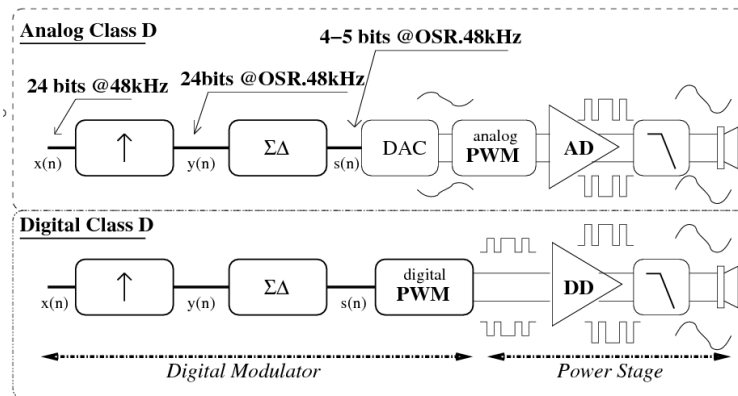 Analog Class D
4−5 bits @OSR.48kHz
24 bits @48kHz
24bits @OSR.48kHz
↑
ΣΔ
DAC
analog
PWM
AD
x(n)
y(n)
s(n)
Digital Class D
↑
ΣΔ
digital
PWM
DD
x(n)
y(n)
s(n)
Digital Modulator
Power Stage